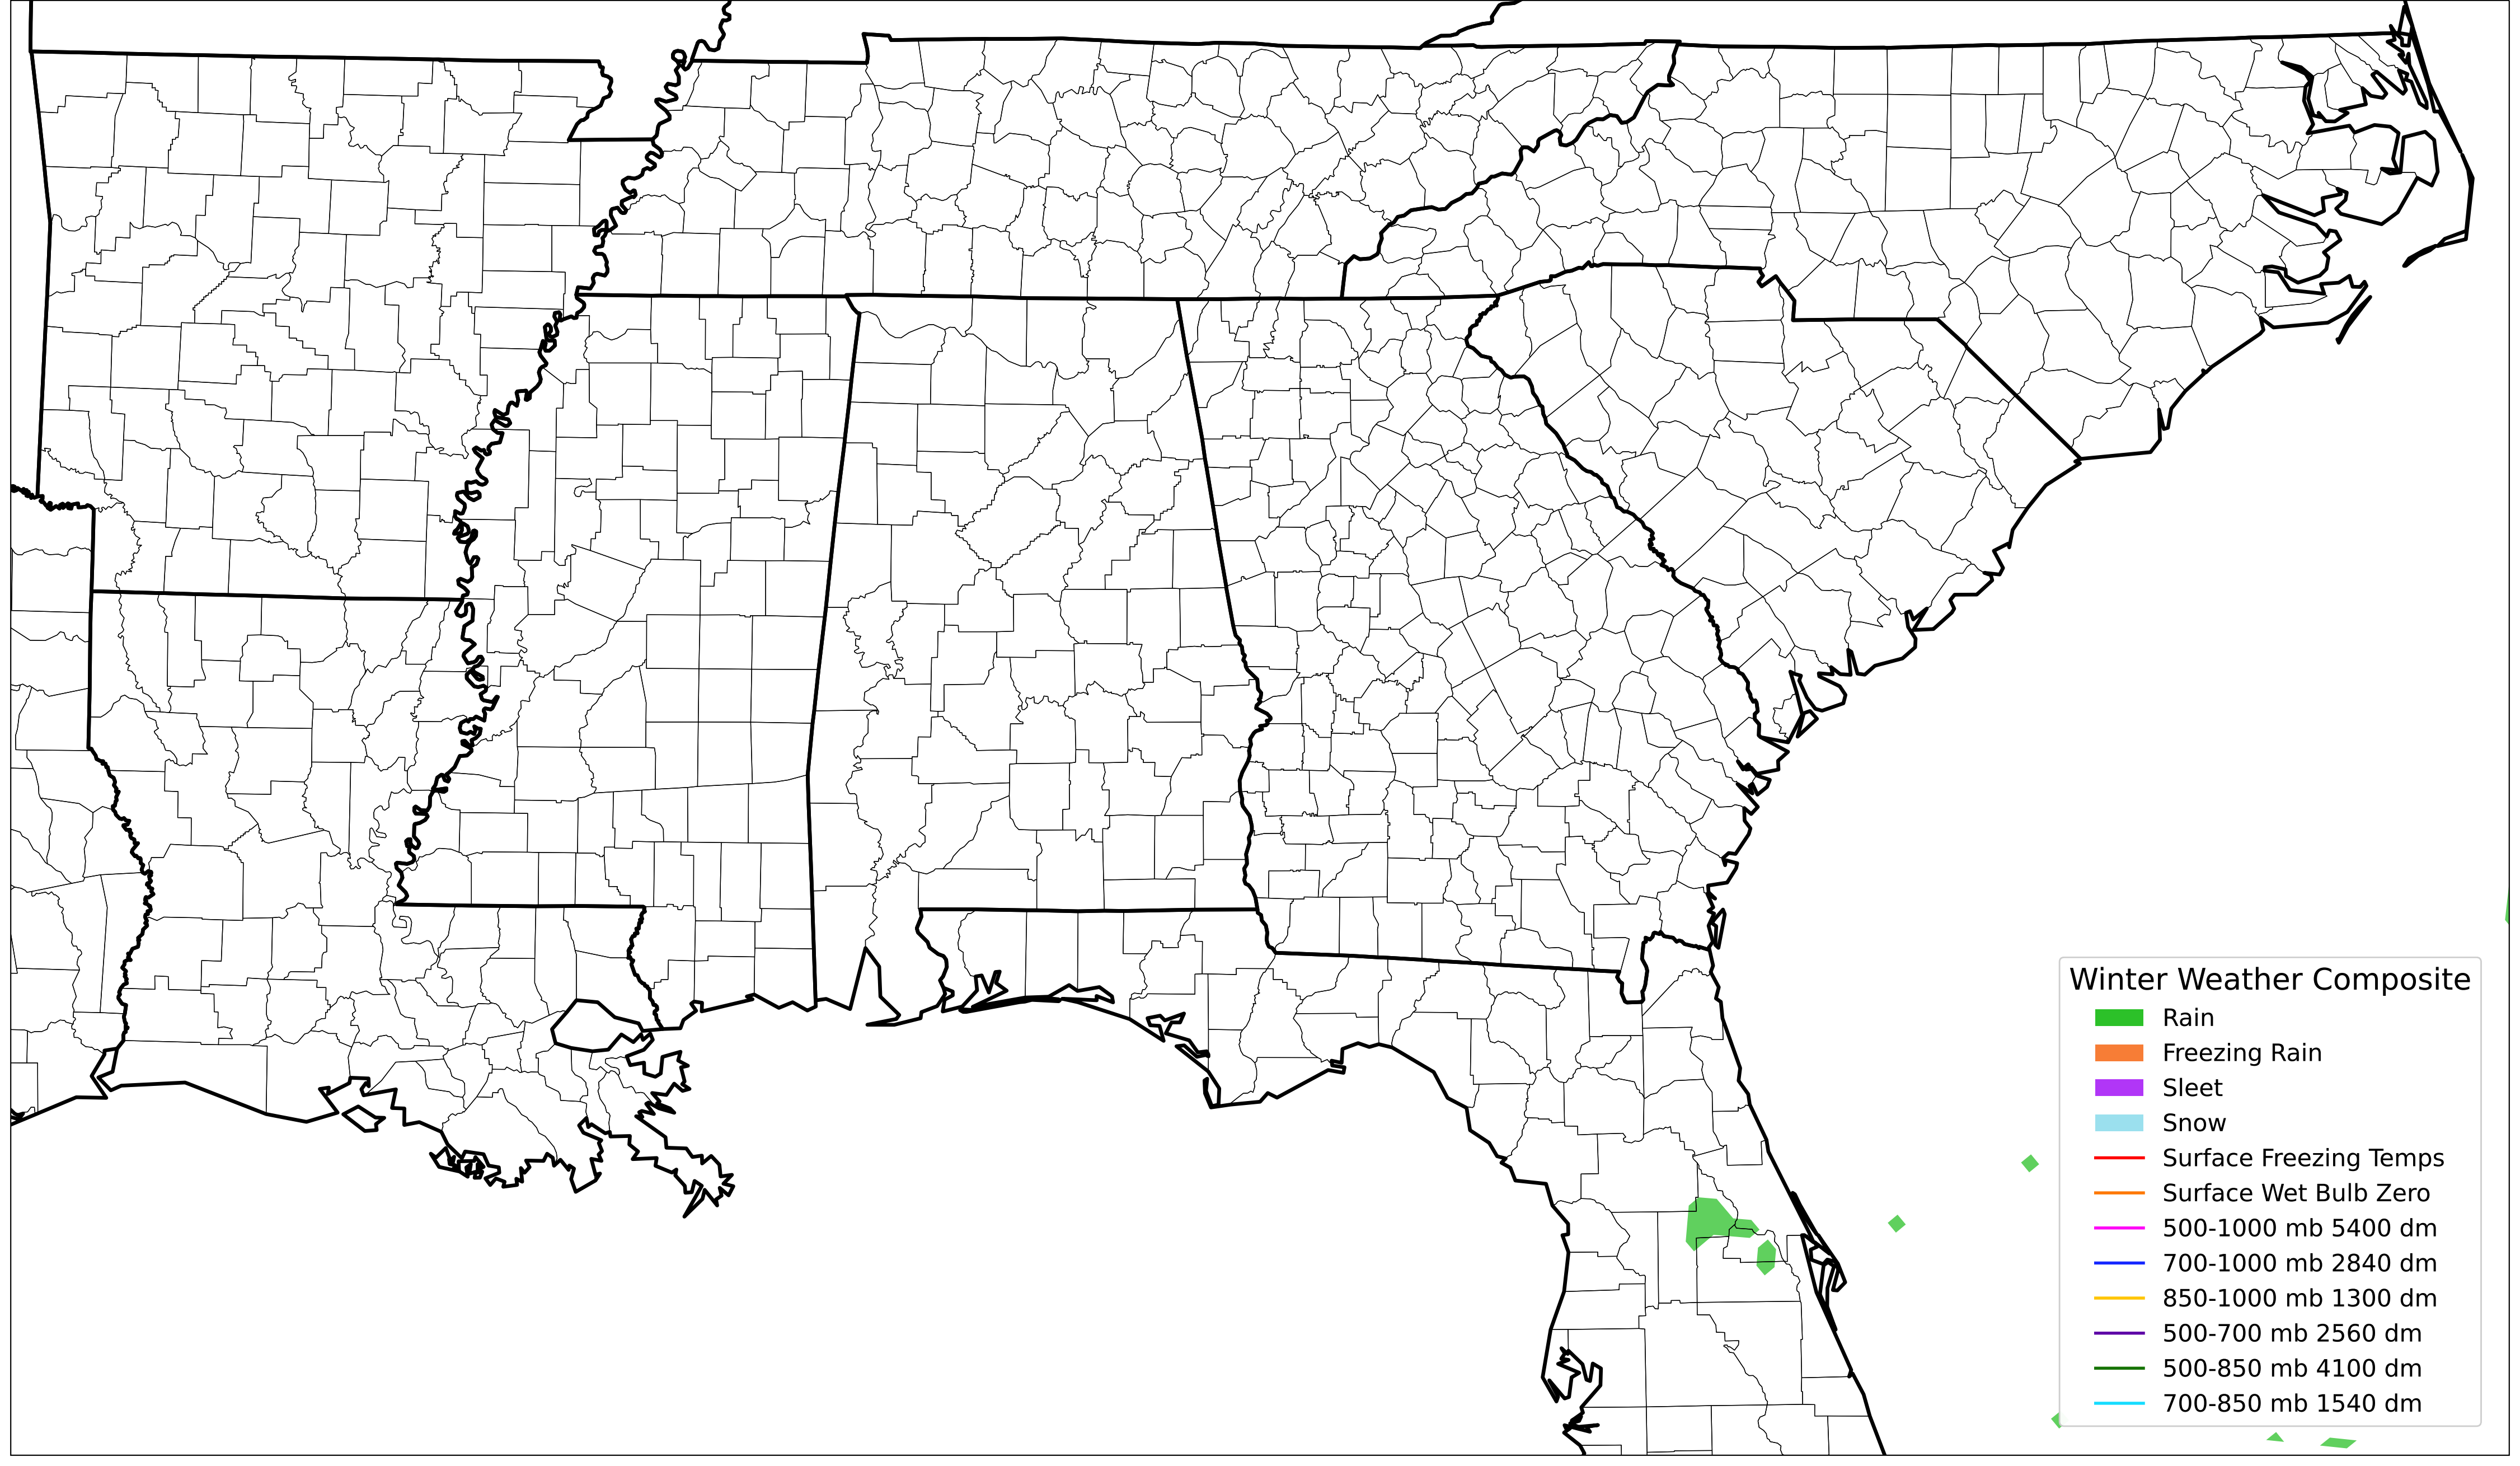 Winter Weather Composite
Rain
Freezing Rain
Sleet
Snow
Surface Freezing Temps
Surface Wet Bulb Zero
500-1000 mb 5400 dm
700-1000 mb 2840 dm
850-1000 mb 1300 dm
500-700 mb 2560 dm
500-850 mb 4100 dm
700-850 mb 1540 dm